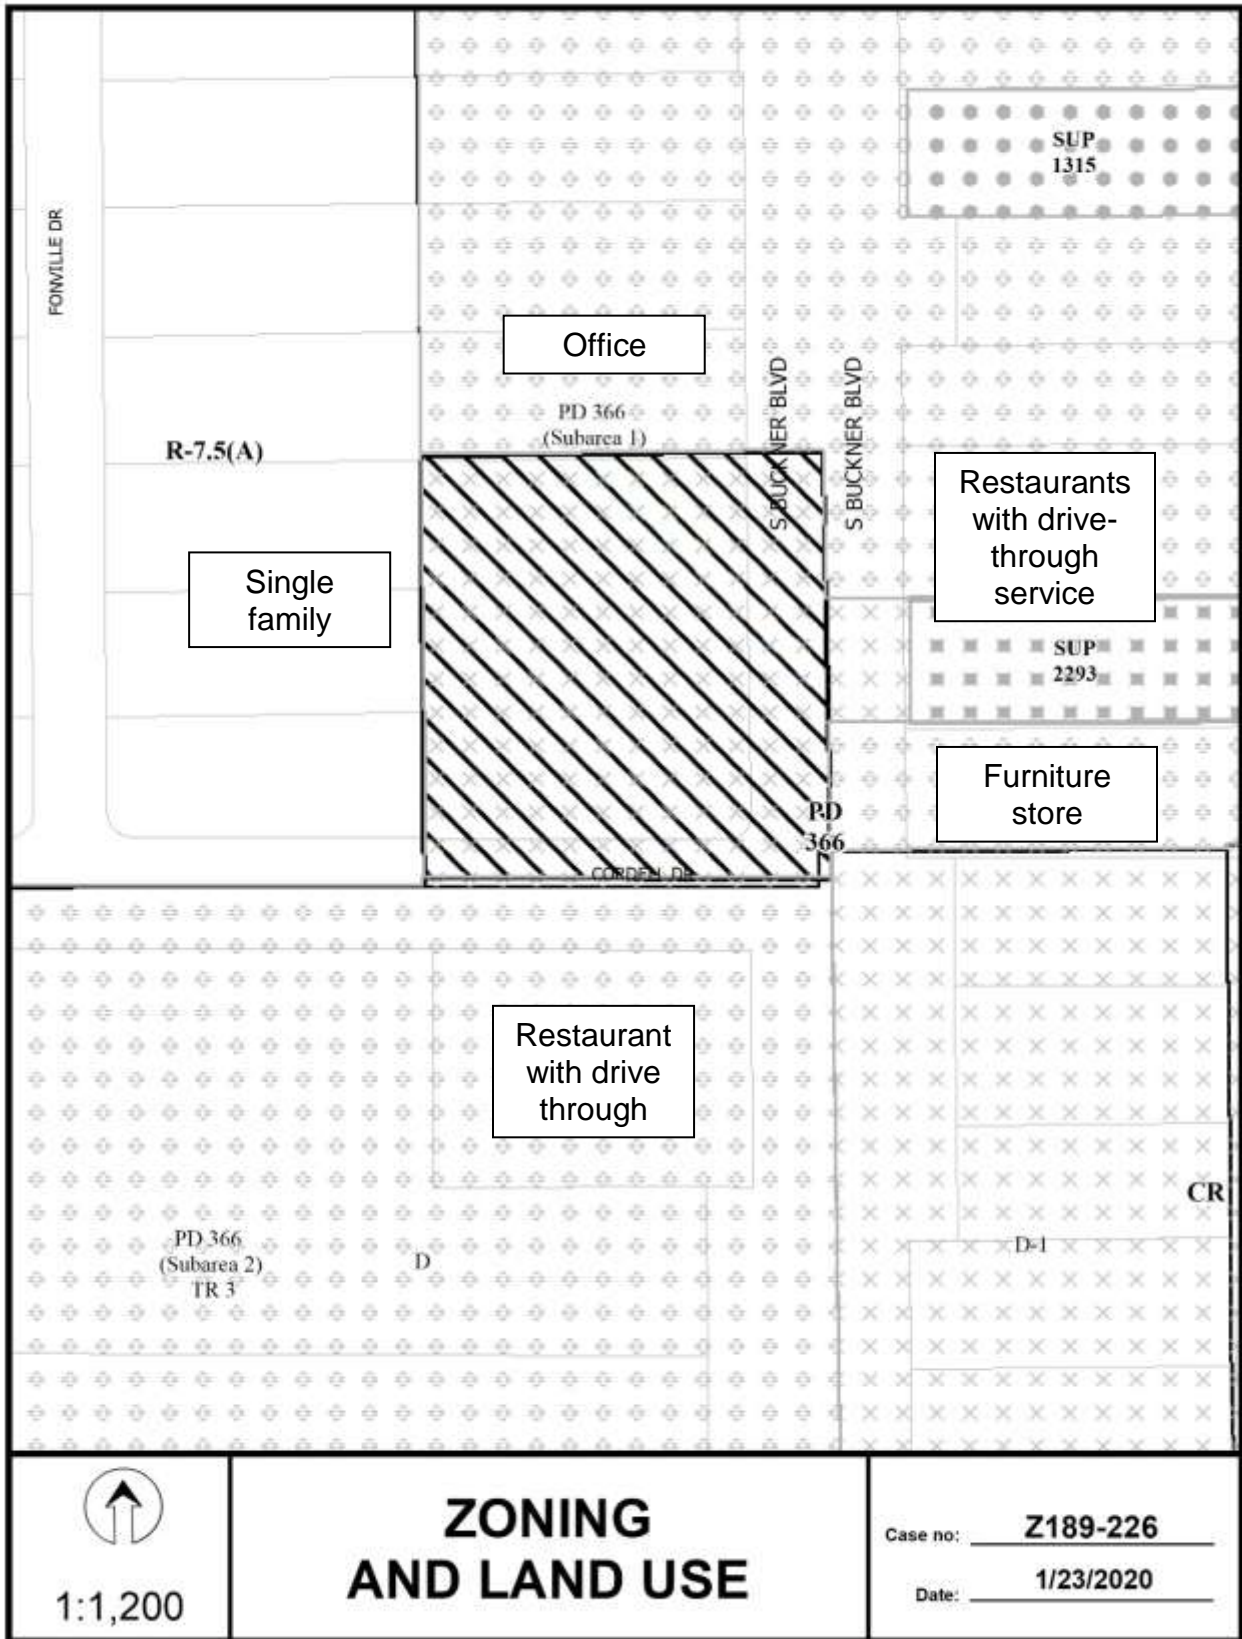 SUP
1315
FONVILLE DR
Office
S BUCKNER BLVD
S BUCKNER BLVD
PD 366
(Subarea 1)
R-7.5(A)
Restaurants
with drive-
through
service
Single
family
SUP
2293
Furniture
store
PD
366
Restaurant
with drive
through
CR
PD 366
(Subarea 2)
TR 3
D
D-1
1:1,200
ZONING
AND LAND USE
Case no: Z189-226
Date: 1/23/2020